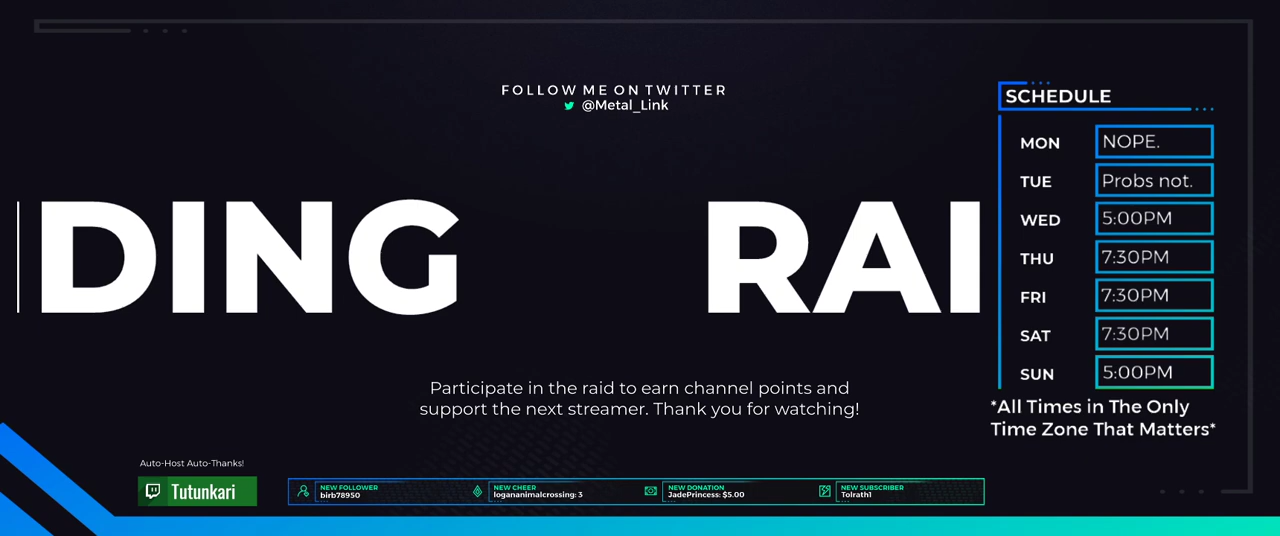 FOLLOW ME ON TWITTER
@Metal_Link
DING RAI
Participate in the raid to earn channel points and
support the next streamer. Thank you for watching!
SCHEDULE
MON NOPE.
TUE Probs not.
WED 5:00PM
THU 7:30PM
FRI 7:30PM
SAT 7:30PM
SUN 5:00PM
*All Times in The Only
Time Zone That Matters*
Auto-Host Auto-Thanks!
Tutunkari
NEW FOLLOWER
birb78950
NEW CHEER
logananimalcrossing: 3
NEW DONATION
JadePrincess: $5.00
NEW SUBSCRIBER
Tolrath1